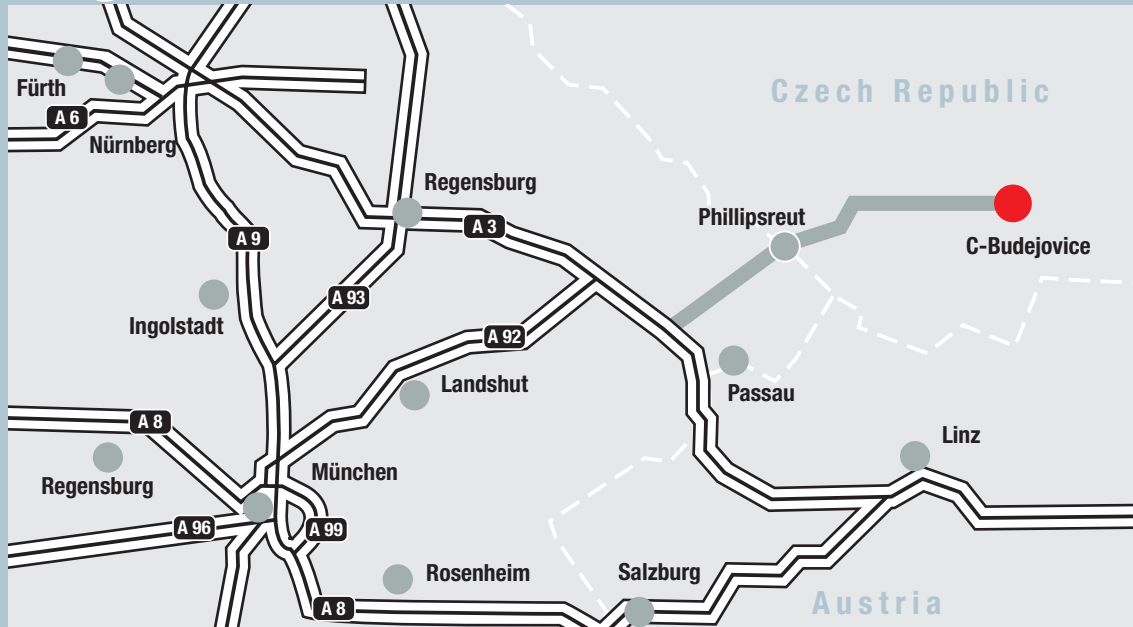 Czech Republic
Fürth
A 6
Nürnberg
Regensburg
Phillipsreut
A 3
A 9
C-Budejovice
A 93
Ingolstadt
A 92
Landshut
Passau
A 8
Linz
Regensburg
München
A 96
A 99
Rosenheim
Salzburg
A 8
Austria